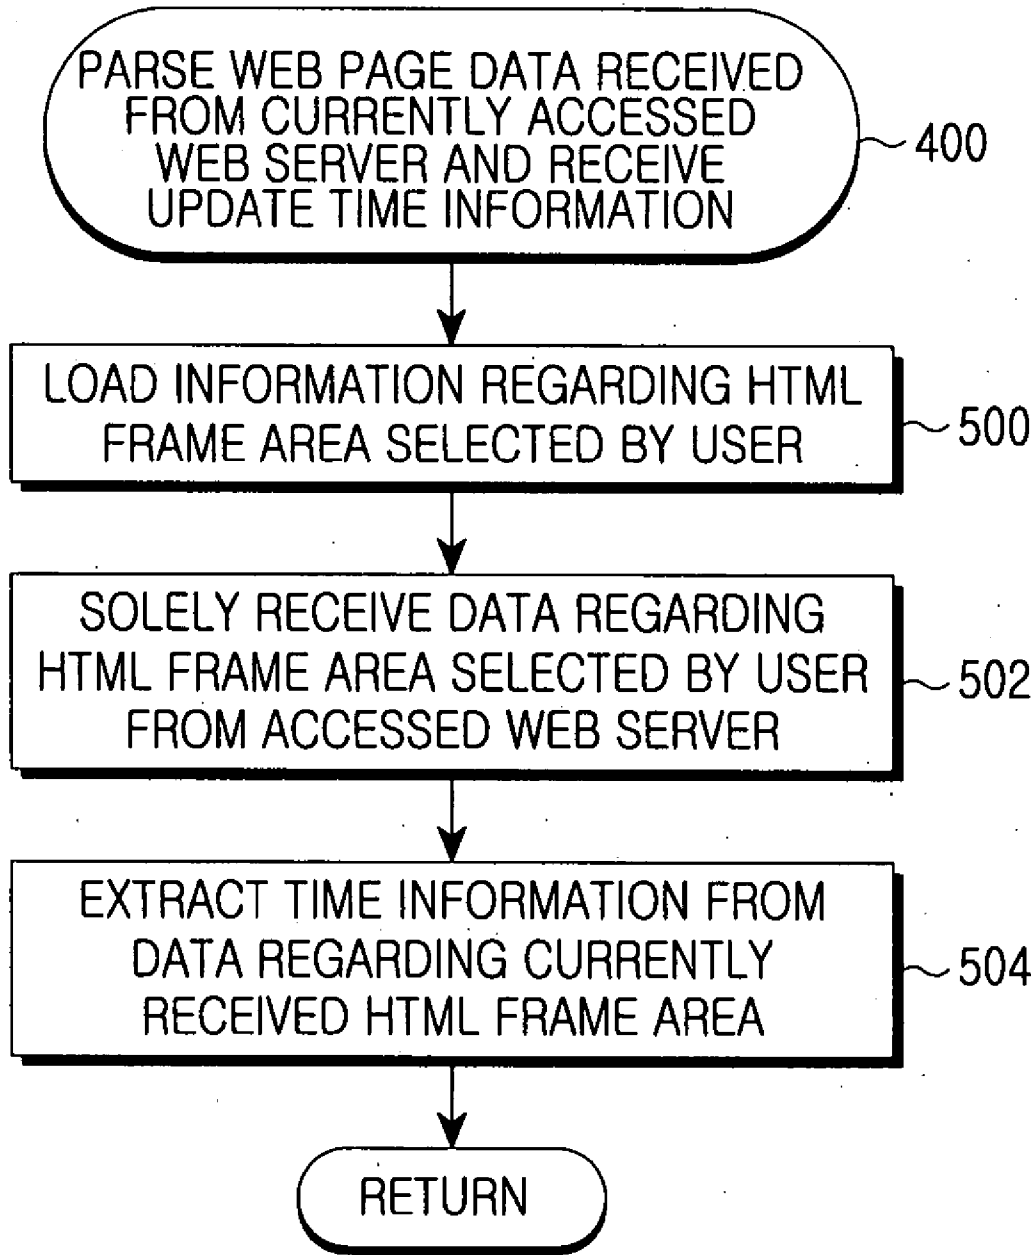 PARSE WEB PAGE DATA RECEIVED
FROM CURRENTLY ACCESSED
WEB SERVER AND RECEIVE
UPDATE TIME INFORMATION
400
LOAD INFORMATION REGARDING HTML
FRAME AREA SELECTED BY USER
500
SOLELY RECEIVE DATA REGARDING
HTML FRAME AREA SELECTED BY USER
FROM ACCESSED WEB SERVER
502
EXTRACT TIME INFORMATION FROM
DATA REGARDING CURRENTLY
RECEIVED HTML FRAME AREA
504
RETURN